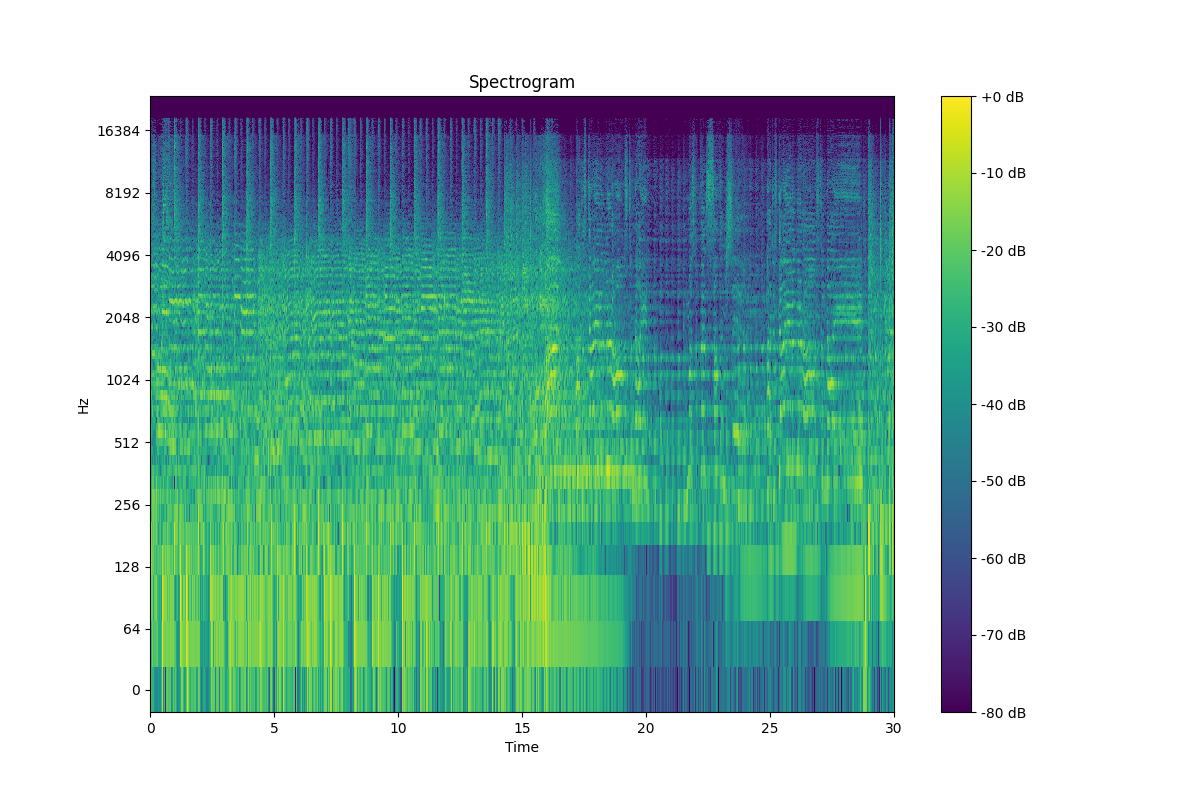 Spectrogram
Hz
16384
8192
4096
2048
1024
512
256
128
64
0
0 5 10 15 20 25 30
Time
+0 dB
-10 dB
-20 dB
-30 dB
-40 dB
-50 dB
-60 dB
-70 dB
-80 dB